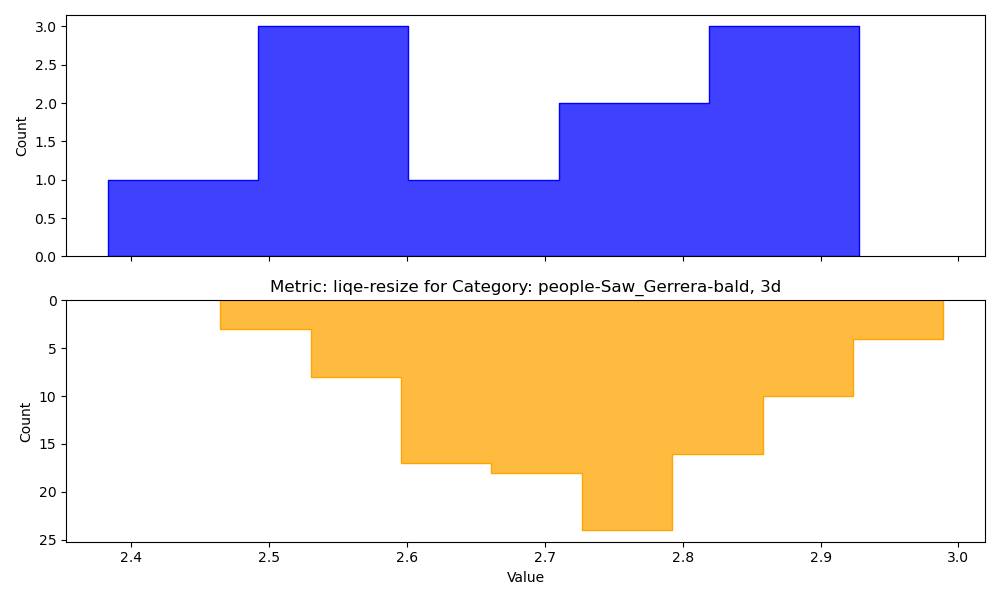 3.0
2.5
2.0
1.5
1.0
0.5
0.0
Count
Metric: liqe-resize for Category: people-Saw_Gerrera-bald, 3d
0
5
10
15
20
25
Count
2.4 2.5 2.6 2.7 2.8 2.9 3.0
Value